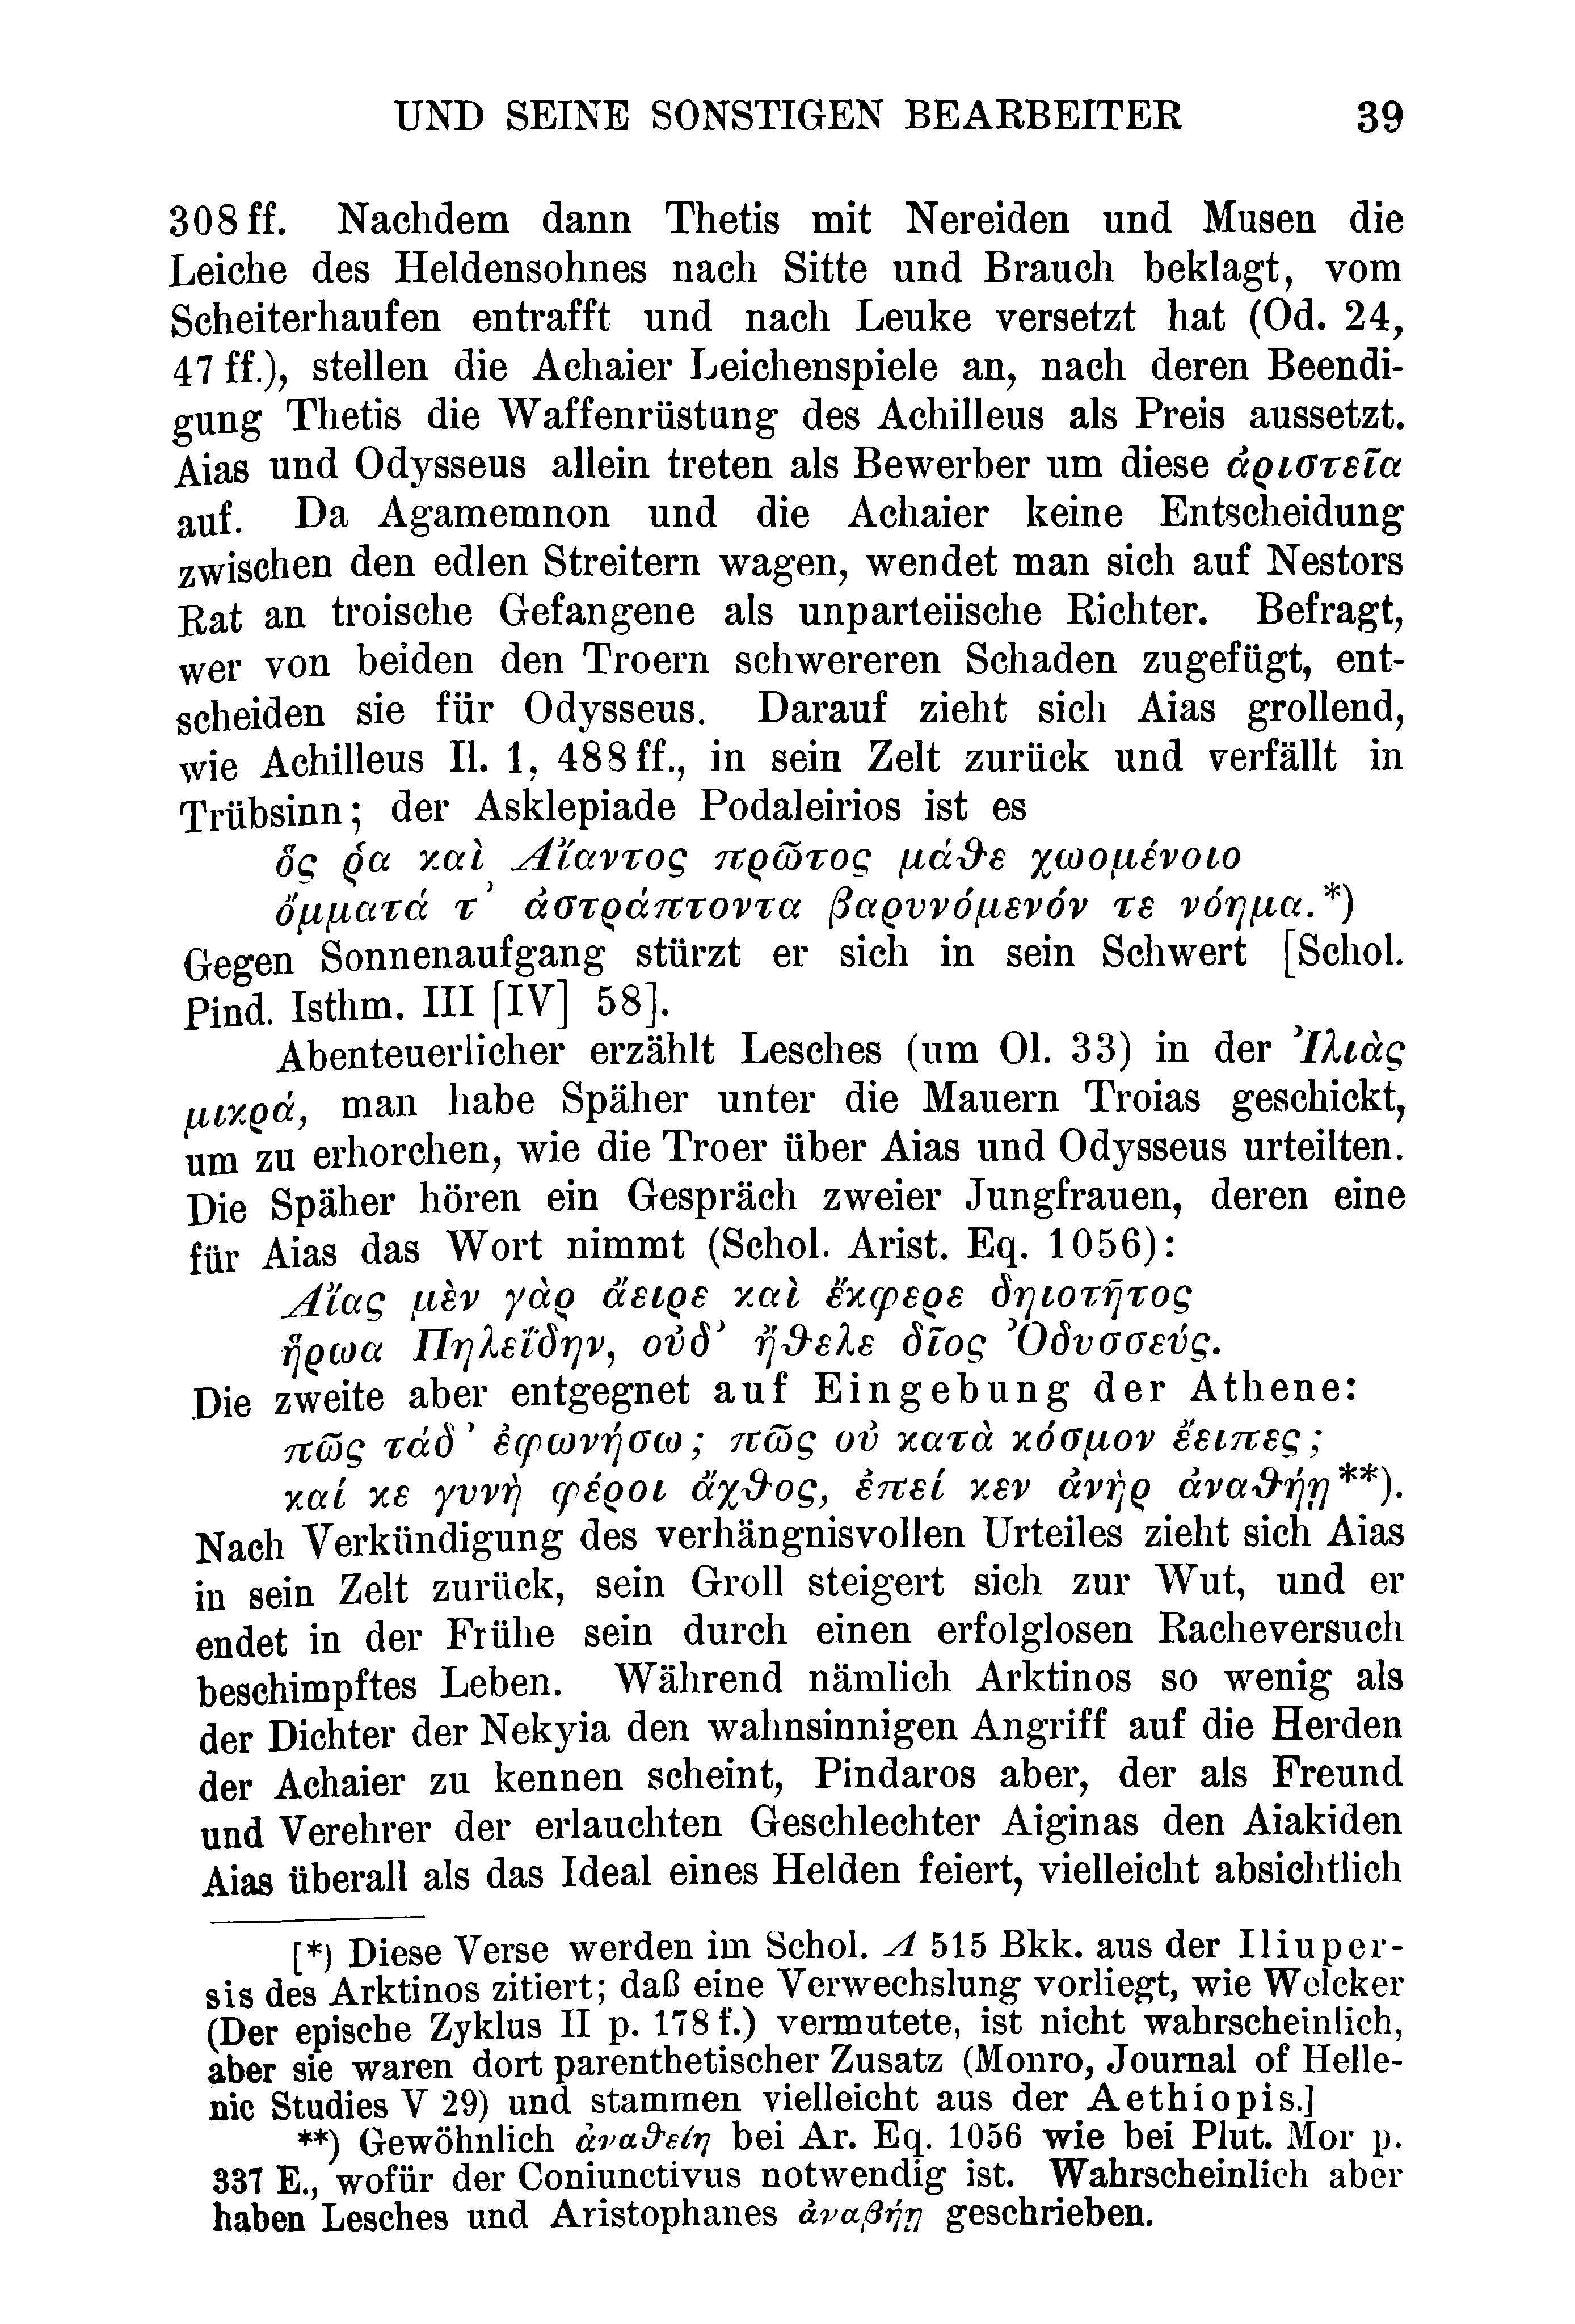 UND SEINE SONSTIGEN BEARBEITER 39
308 ff. Nachdem dann Thetis mit Nereiden und Musen die
Leiche des Heldensohnes nach Sitte und Brauch beklagt, vom
Scheiterhaufen entrafft und nach Leuke versetzt hat (Od. 24,
47 ff.), stellen die Achaier Leichenspiele an, nach deren Beendi-
gung Thetis die Waffenrüstung des Achilleus als Preis aussetzt.
Aias und Odysseus allein treten als Bewerber um diese ἀριστεῖα
auf. Da Agamemnon und die Achaier keine Entscheidung
zwischen den edlen Streitern wagen, wendet man sich auf Nestors
Rat an troische Gefangene als unparteiische Richter. Befragt,
wer von beiden den Troern schwereren Schaden zugefügt, ent-
scheiden sie für Odysseus. Darauf zieht sich Aias grollend,
wie Achilleus Il. 1, 488 ff., in sein Zelt zurück und verfällt in
Trübsinn; der Asklepiade Podaleirios ist es
ὅς ῥα καὶ Αἴαντος πρῶτος μάθε χωομένοιο
ὄμματά τ' ἀστράπτοντα βαρυνόμενόν τε νόημα.*)
Gegen Sonnenaufgang stürzt er sich in sein Schwert [Schol.
Pind. Isthm. III [IV] 58].
Abenteuerlicher erzählt Lesches (um Ol. 33) in der Ἰλιὰς
μικρά, man habe Späher unter die Mauern Troias geschickt,
um zu erhorchen, wie die Troer über Aias und Odysseus urteilten.
Die Späher hören ein Gespräch zweier Jungfrauen, deren eine
für Aias das Wort nimmt (Schol. Arist. Eq. 1056):
Αἴας μὲν γὰρ ἄειρε καὶ ἔκφερε δηιοτῆτος
ἥρωα Πηλεΐδην, οὐδ' ἤθελε δῖος Ὀδυσσεύς.
Die zweite aber entgegnet auf Eingebung der Athene:
πῶς τάδ' ἐφωνήσω; πῶς οὐ κατὰ κόσμον ἔειπες;
καί κε γυνὴ φέροι ἄχθος, ἐπεί κεν ἀνὴρ ἀναθήῃ**).
Nach Verkündigung des verhängnisvollen Urteiles zieht sich Aias
in sein Zelt zurück, sein Groll steigert sich zur Wut, und er
endet in der Frühe sein durch einen erfolglosen Racheversuch
beschimpftes Leben. Während nämlich Arktinos so wenig als
der Dichter der Nekyia den wahnsinnigen Angriff auf die Herden
der Achaier zu kennen scheint, Pindaros aber, der als Freund
und Verehrer der erlauchten Geschlechter Aiginas den Aiakiden
Aias überall als das Ideal eines Helden feiert, vielleicht absichtlich
[*) Diese Verse werden im Schol. Λ 515 Bkk. aus der Iliuper-
sis des Arktinos zitiert; daß eine Verwechslung vorliegt, wie Welcker
(Der epische Zyklus II p. 178 f.) vermutete, ist nicht wahrscheinlich,
aber sie waren dort parenthetischer Zusatz (Monro, Journal of Helle-
nic Studies V 29) und stammen vielleicht aus der Aethiopis.]
**) Gewöhnlich ἀναθείη bei Ar. Eq. 1056 wie bei Plut. Mor p.
337 E., wofür der Coniunctivus notwendig ist. Wahrscheinlich aber
haben Lesches und Aristophanes ἀναβήῃ geschrieben.